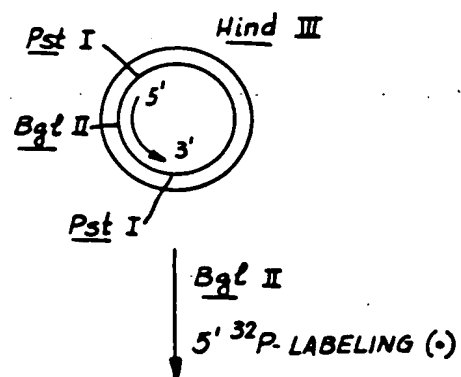 Hind III
Pst I
5'
Bgl II
3'
Pst I
Bgl II
5' ³²P-LABELING (•)